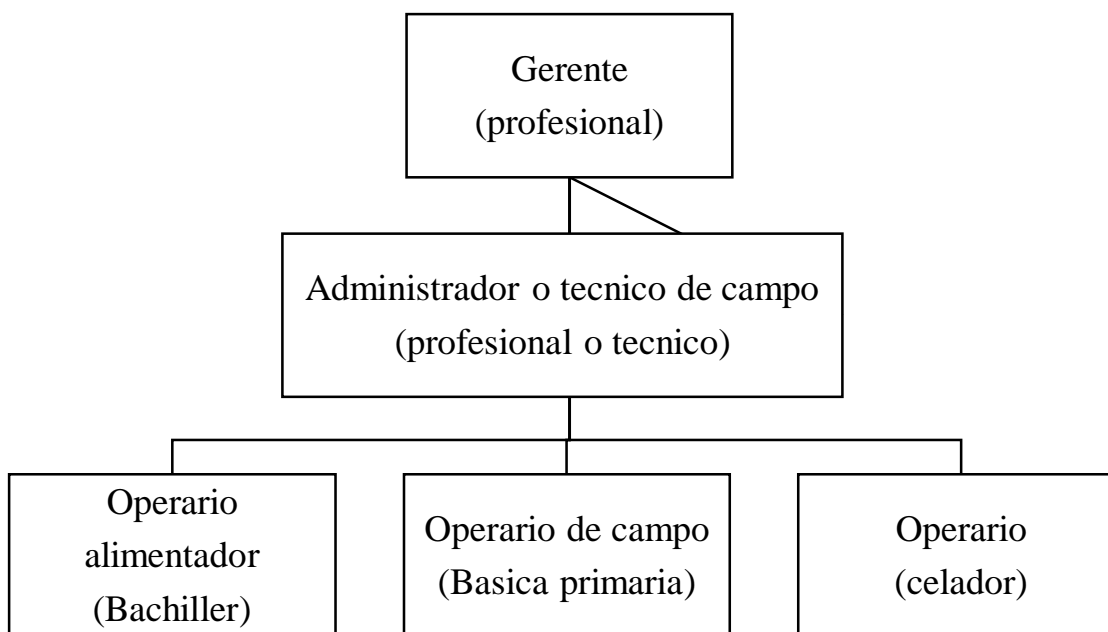 Gerente
(profesional)
Administrador o tecnico de campo
(profesional o tecnico)
Operario
alimentador
(Bachiller)
Operario de campo
(Basica primaria)
Operario
(celador)